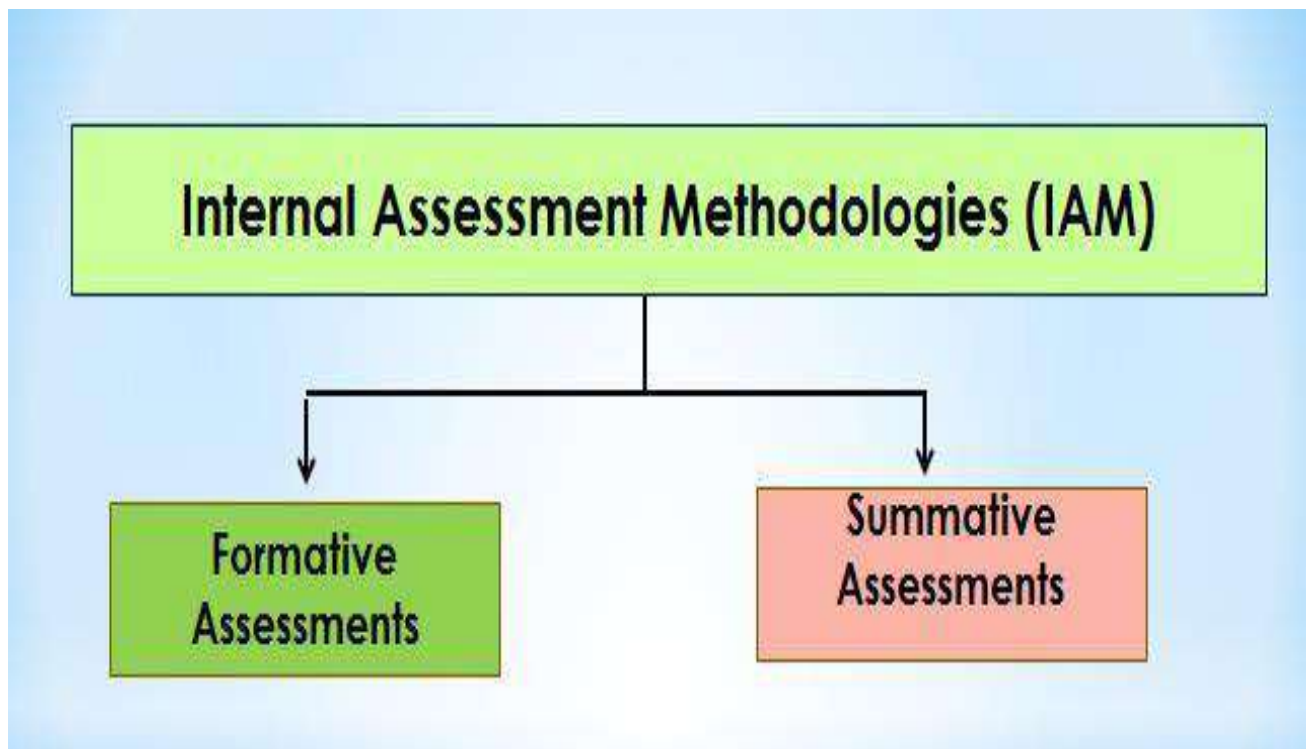 Internal Assessment Methodologies (IAM)
Formative
Assessments
Summative
Assessments